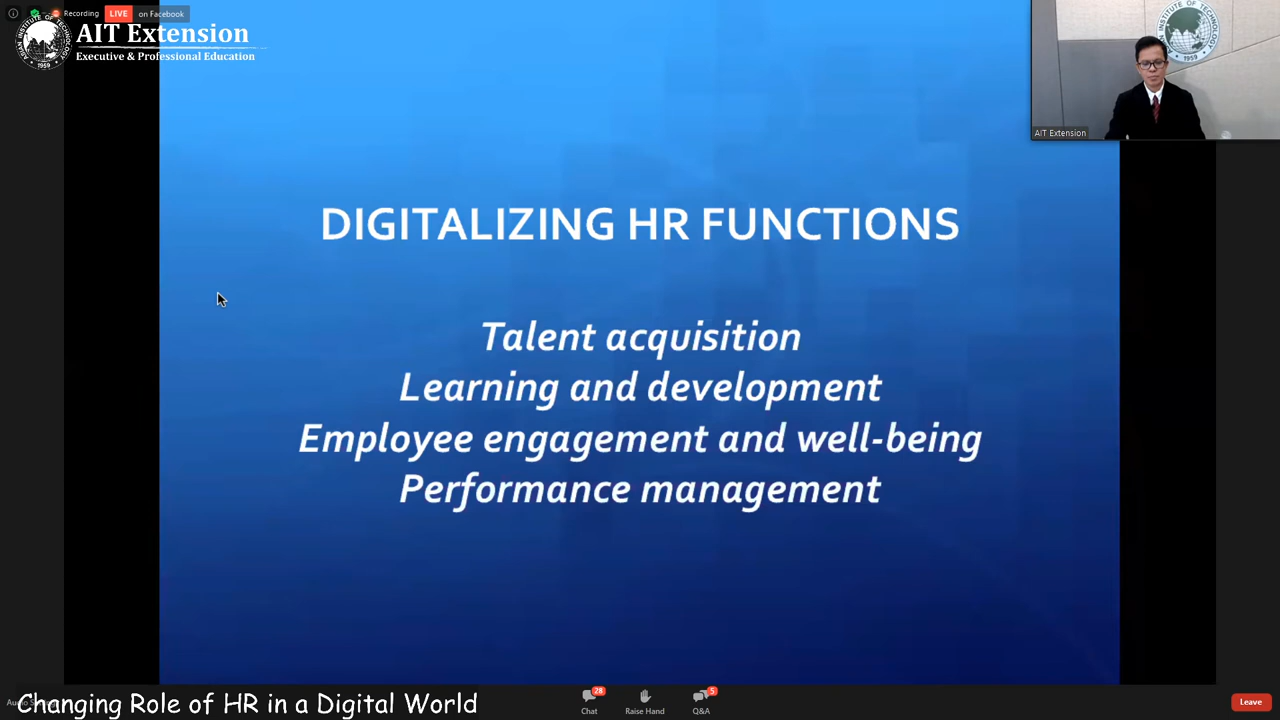 Recording
LIVE
on Facebook
AIT Extension
Executive & Professional Education
1959
AIT Extension
DIGITALIZING HR FUNCTIONS
Talent acquisition
Learning and development
Employee engagement and well-being
Performance management
Changing Role of HR in a Digital World
28
Chat
Raise Hand
5
Q&A
Leave